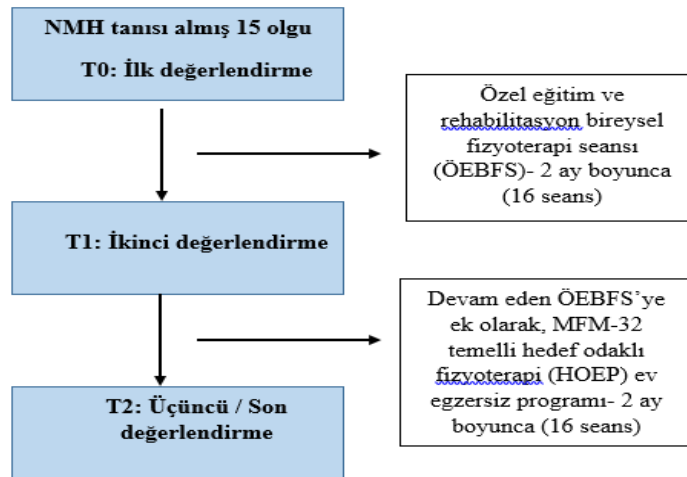 NMH tanısı almış 15 olgu
T0: İlk değerlendirme
Özel eğitim ve
rehabilitasyon bireysel
fizyoterapi seansı
(ÖEBFS)- 2 ay boyunca
(16 seans)
T1: İkinci değerlendirme
Devam eden ÖEBFS’ye
ek olarak, MFM-32
temelli hedef odaklı
fizyoterapi (HOEP) ev
egzersiz programı- 2 ay
boyunca (16 seans)
T2: Üçüncü / Son
değerlendirme